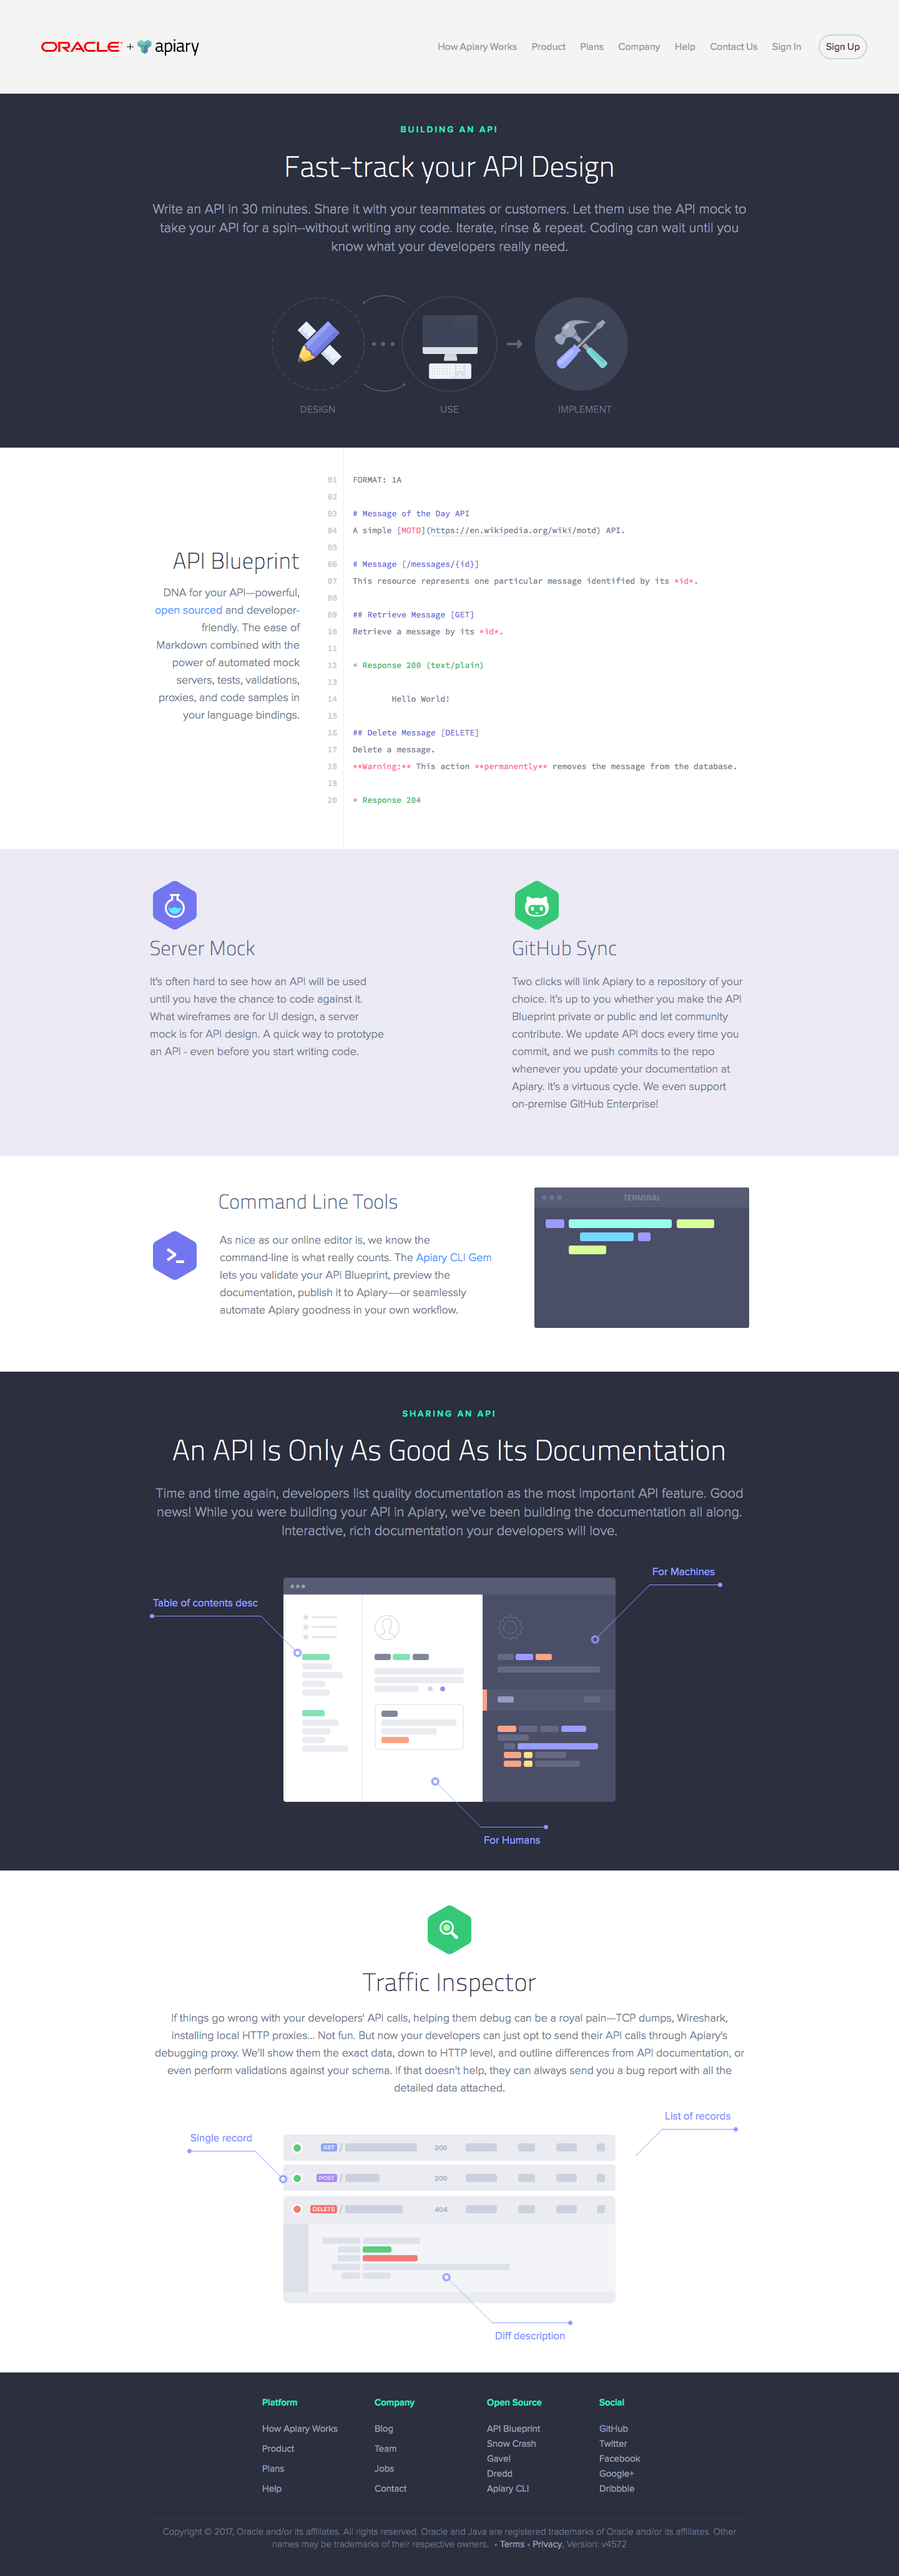 ORACLE + apiary
How Apiary Works Product Plans Company Help Contact Us Sign In Sign Up
BUILDING AN API
Fast-track your API Design
Write an API in 30 minutes. Share it with your teammates or customers. Let them use the API mock to
take your API for a spin--without writing any code. Iterate, rinse & repeat. Coding can wait until you
know what your developers really need.
DESIGN USE IMPLEMENT
API Blueprint
DNA for your API—powerful,
open sourced and developer-
friendly. The ease of
Markdown combined with the
power of automated mock
servers, tests, validations,
proxies, and code samples in
your language bindings.
01 FORMAT: 1A
02
03 # Message of the Day API
04 A simple [MOTD](https://en.wikipedia.org/wiki/motd) API.
05
06 # Message [/messages/{id}]
07 This resource represents one particular message identified by its *id*.
08
09 ## Retrieve Message [GET]
10 Retrieve a message by its *id*.
11
12 + Response 200 (text/plain)
13
14 Hello World!
15
16 ## Delete Message [DELETE]
17 Delete a message.
18 **Warning:** This action **permanently** removes the message from the database.
19
20 + Response 204
Server Mock
It's often hard to see how an API will be used
until you have the chance to code against it.
What wireframes are for UI design, a server
mock is for API design. A quick way to prototype
an API - even before you start writing code.
GitHub Sync
Two clicks will link Apiary to a repository of your
choice. It's up to you whether you make the API
Blueprint private or public and let community
contribute. We update API docs every time you
commit, and we push commits to the repo
whenever you update your documentation at
Apiary. It's a virtuous cycle. We even support
on-premise GitHub Enterprise!
Command Line Tools
As nice as our online editor is, we know the
command-line is what really counts. The Apiary CLI Gem
lets you validate your API Blueprint, preview the
documentation, publish it to Apiary—or seamlessly
automate Apiary goodness in your own workflow.
TERMINAL
SHARING AN API
An API Is Only As Good As Its Documentation
Time and time again, developers list quality documentation as the most important API feature. Good
news! While you were building your API in Apiary, we've been building the documentation all along.
Interactive, rich documentation your developers will love.
For Machines
Table of contents desc
For Humans
Traffic Inspector
If things go wrong with your developers' API calls, helping them debug can be a royal pain—TCP dumps, Wireshark,
installing local HTTP proxies... Not fun. But now your developers can just opt to send their API calls through Apiary's
debugging proxy. We'll show them the exact data, down to HTTP level, and outline differences from API documentation, or
even perform validations against your schema. If that doesn't help, they can always send you a bug report with all the
detailed data attached.
List of records
Single record
GET / 200
POST / 200
DELETE / 404
Diff description
Platform
How Apiary Works
Product
Plans
Help
Company
Blog
Team
Jobs
Contact
Open Source
API Blueprint
Snow Crash
Gavel
Dredd
Apiary CLI
Social
GitHub
Twitter
Facebook
Google+
Dribbble
Copyright © 2017, Oracle and/or its affiliates. All rights reserved. Oracle and Java are registered trademarks of Oracle and/or its affiliates. Other
names may be trademarks of their respective owners. • Terms • Privacy, Version: v4572